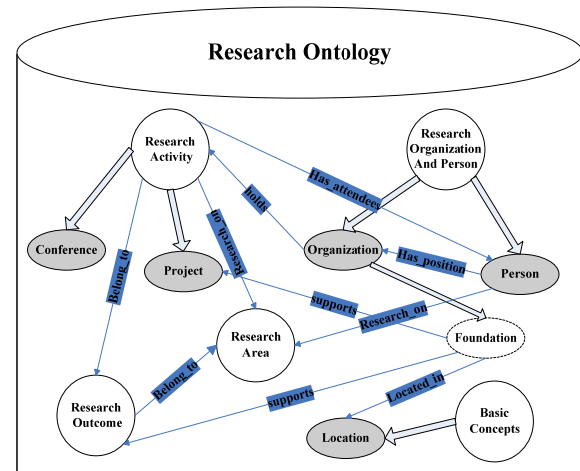 Research Ontology
Research
Activity
Research
Organization
And Person
Has_attendees
holds
Research_on
Conference
Project
Organization
Has_position
Person
Belong_to
supports
Research_on
Research
Area
Foundation
Belong_to
supports
Located_in
Research
Outcome
Location
Basic
Concepts